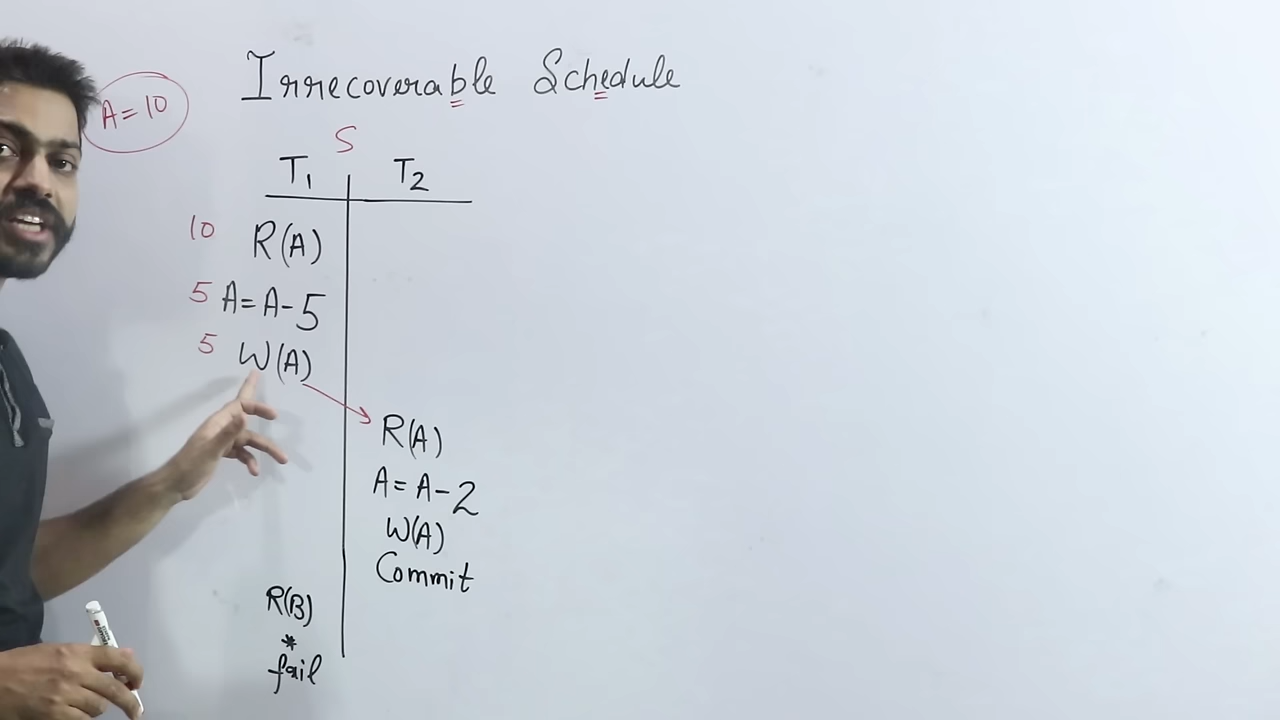 Irrecoverable Schedule
A = 10
S
T1 T2
10 R(A)
5 A = A - 5
5 W(A)
R(A)
A = A - 2
W(A)
Commit
R(B)
*
fail